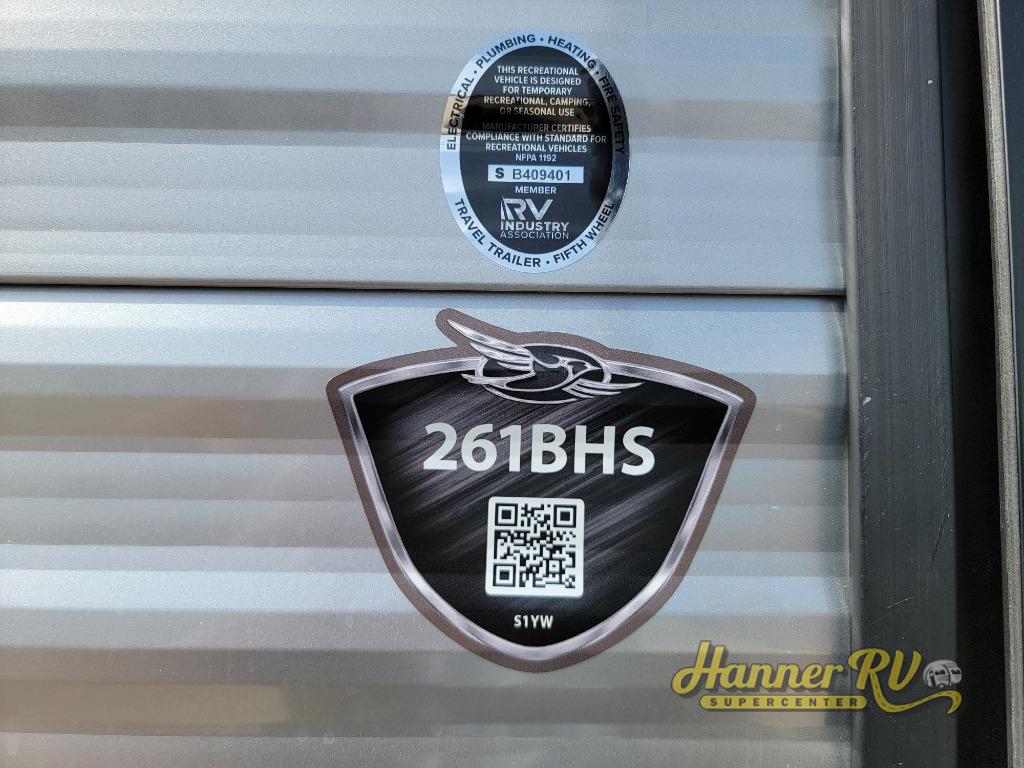 ELECTRICAL • PLUMBING • HEATING • FIRE SAFETY
THIS RECREATIONAL
VEHICLE IS DESIGNED
FOR TEMPORARY
RECREATIONAL, CAMPING,
OR SEASONAL USE
MANUFACTURER CERTIFIES
COMPLIANCE WITH STANDARD FOR
RECREATIONAL VEHICLES
NFPA 1192
S B409401
MEMBER
RV
INDUSTRY
ASSOCIATION
TRAVEL TRAILER • FIFTH WHEEL
261BHS
S1YW
Hanner RV
SUPERCENTER